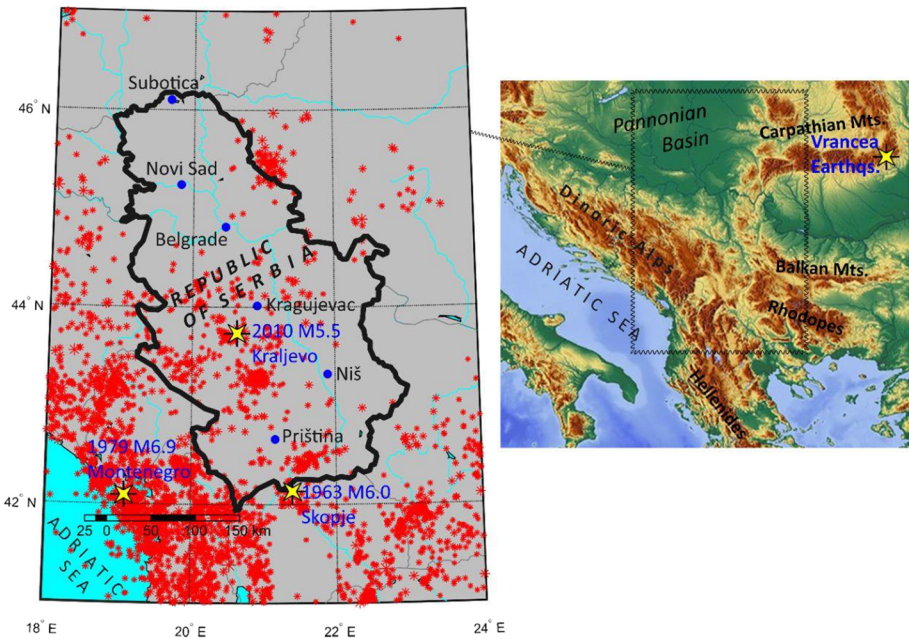 46° N
44° N
42° N
18° E
20° E
22° E
24° E
Subotica
Novi Sad
Belgrade
REPUBLIC
OF SERBIA
Kragujevac
2010 M5.5
Kraljevo
Niš
Priština
1979 M6.9
Montenegro
1963 M6.0
Skopje
25 0 50 100 150 km
ADRIATIC
SEA
Pannonian
Basin
Carpathian Mts.
Vrancea
Earthqs.
Dinaric Alps
ADRIATIC SEA
Balkan Mts.
Rhodopes
Hellenides